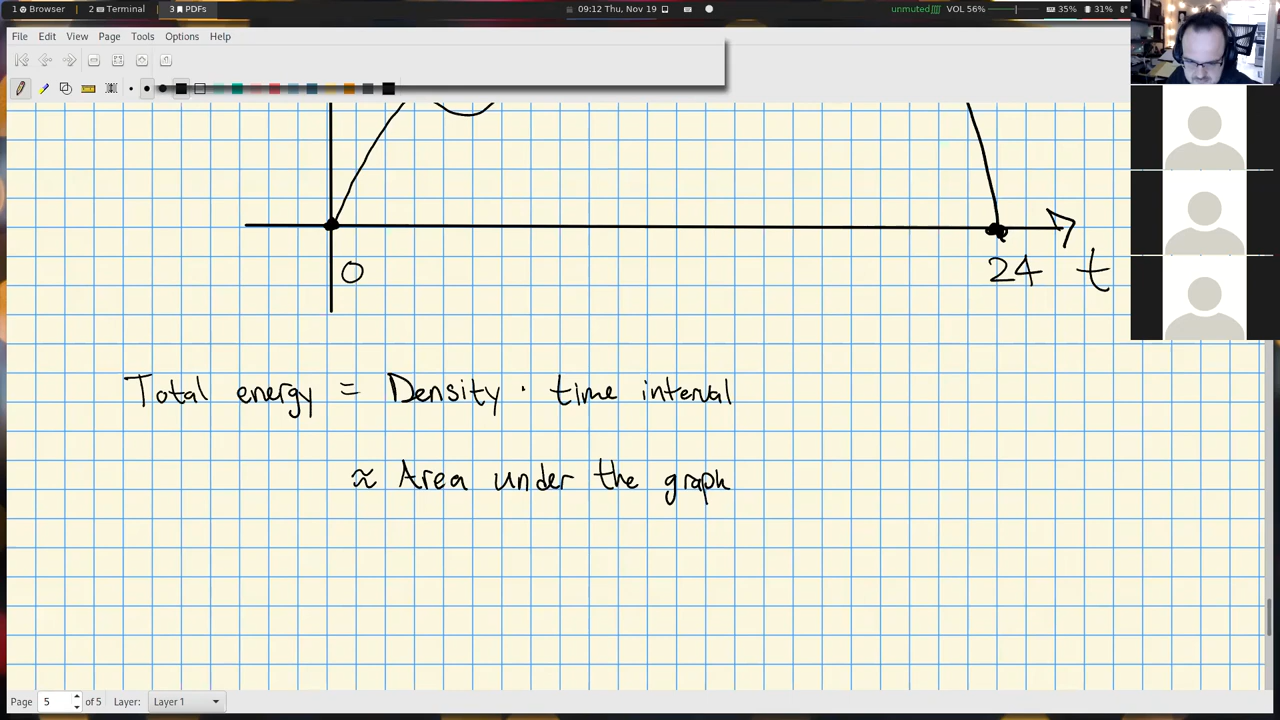 1 Browser 2 Terminal 3 PDFs 09:12 Thu, Nov 19 unmuted VOL 56% 35% 31%
File Edit View Page Tools Options Help
0 24 t
Total energy = Density · time interval
≈ Area under the graph
Page 5 of 5 Layer: Layer 1